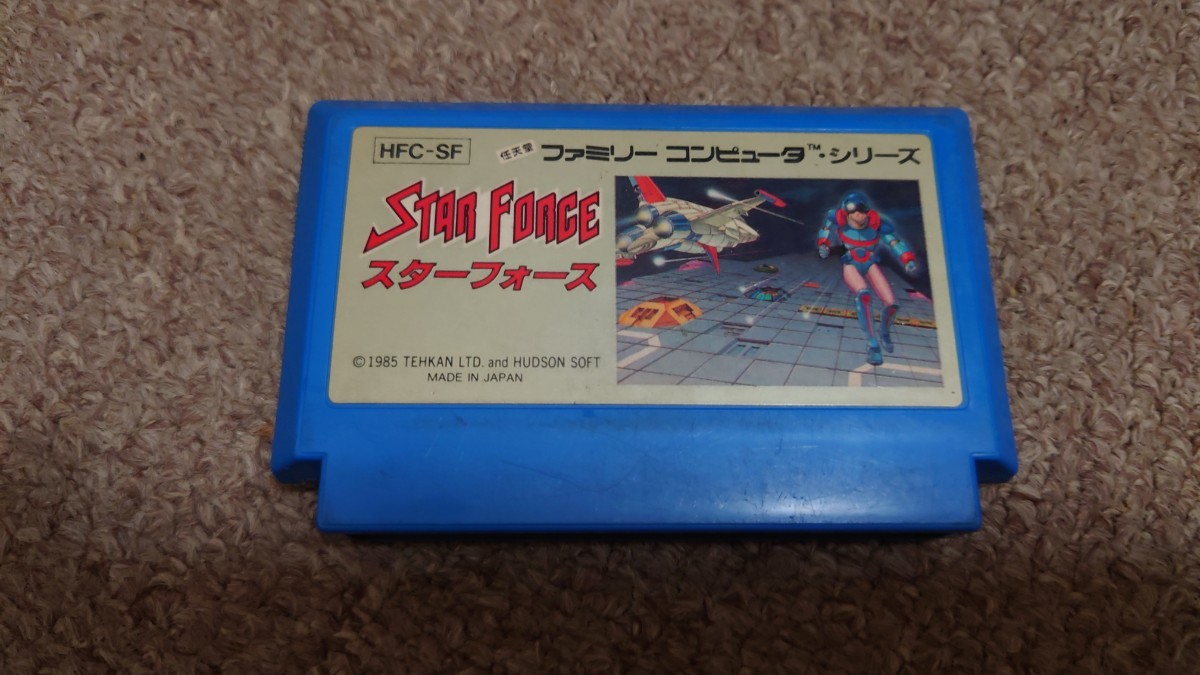 HFC-SF
任天堂 ファミリー コンピュータ™・シリーズ
STAR FORCE
スターフォース
©1985 TEHKAN LTD. and HUDSON SOFT
MADE IN JAPAN